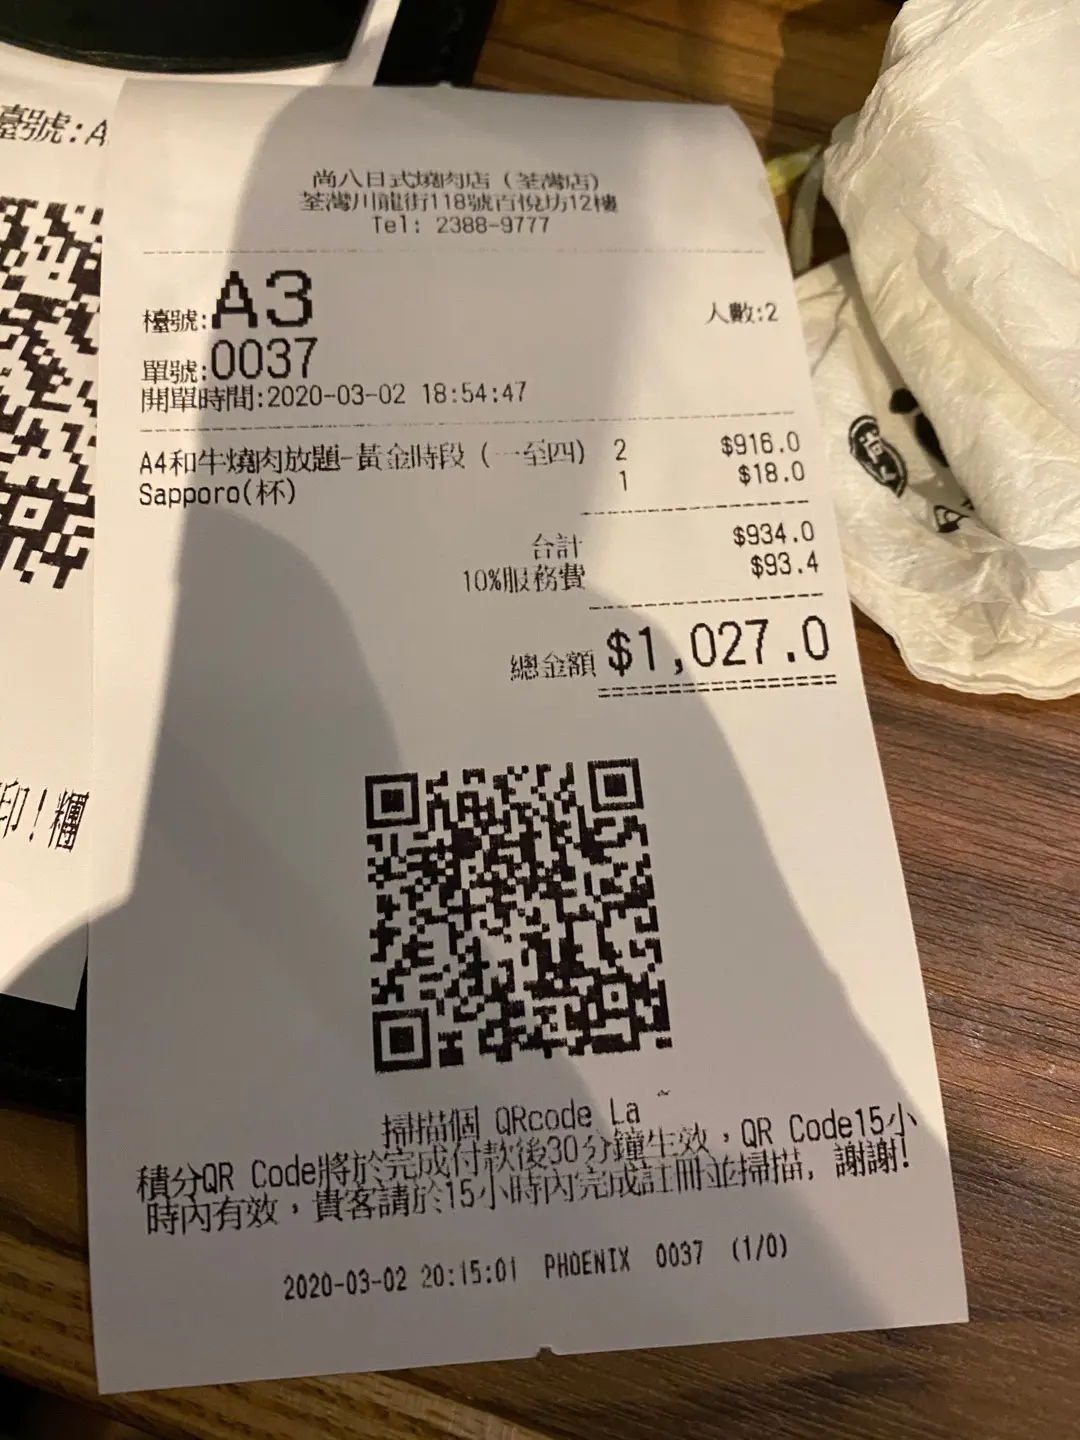 臺號:A
印！糰
尚八日式燒肉店（荃灣店）
荃灣川龍街118號百悅坊12樓
Tel: 2388-9777
檯號:A3
人數:2
單號:0037
開單時間:2020-03-02 18:54:47
A4和牛燒肉放題-黃金時段（一至四） 2 $916.0
Sapporo(杯) 1 $18.0
合計 $934.0
10%服務費 $93.4
總金額 $1,027.0
掃描個 QRcode La ~
積分QR Code將於完成付款後30分鐘生效，QR Code15小
時內有效，貴客請於15小時內完成註冊並掃描, 謝謝!
2020-03-02 20:15:01 PHOENIX 0037 (1/0)